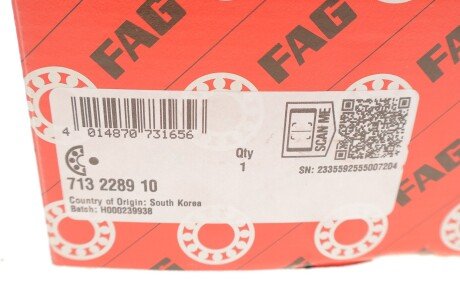 FAG
FAG
FAG
4 014870 731656
SCAN ME
Qty
1
SN: 2335592555007204
713 2289 10
Country of Origin: South Korea
Batch: H000239938
FAG
FAG